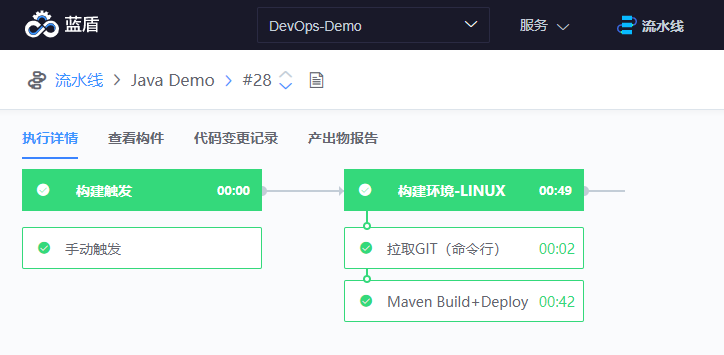 蓝盾 DevOps-Demo 服务 流水线
流水线 > Java Demo > #28
执行详情 查看构件 代码变更记录 产出物报告
构建触发 00:00 构建环境-LINUX 00:49
手动触发 拉取GIT（命令行） 00:02
Maven Build+Deploy 00:42